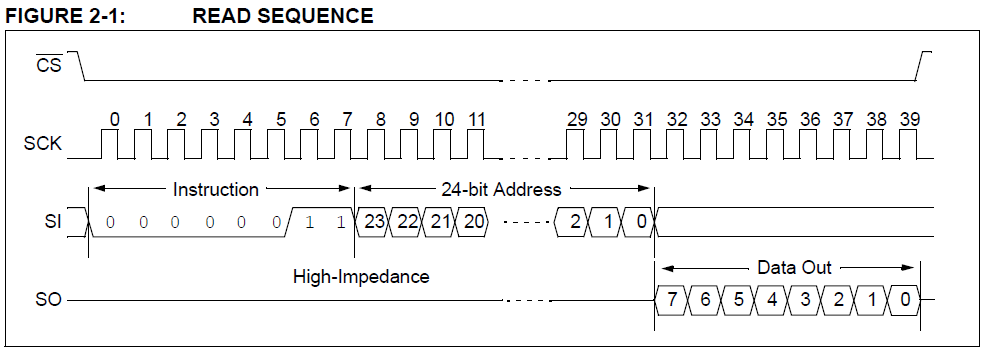 FIGURE 2-1: READ SEQUENCE
CS
0 1 2 3 4 5 6 7 8 9 10 11 29 30 31 32 33 34 35 36 37 38 39
SCK
Instruction 24-bit Address
SI 0 0 0 0 0 0 1 1 23 22 21 20 2 1 0
High-Impedance Data Out
SO 7 6 5 4 3 2 1 0